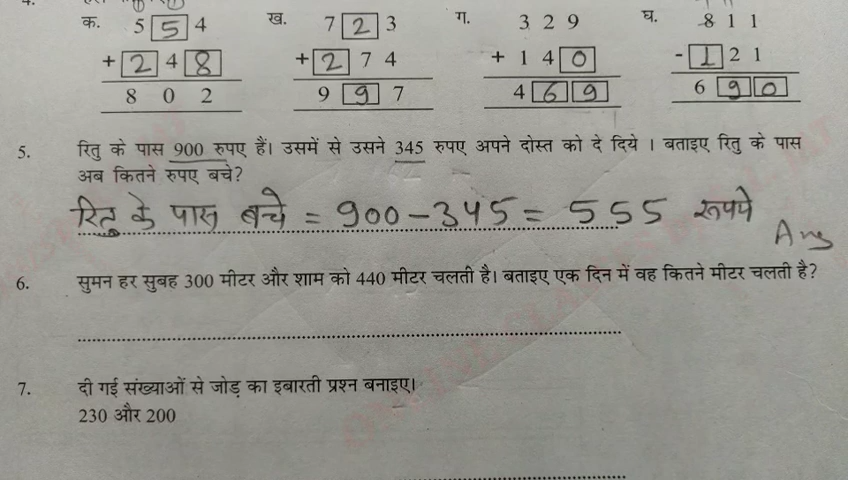 क. 5 5 4 ख. 7 2 3 ग. 3 2 9 घ. 8 1 1
+ 2 4 8 + 2 7 4 + 1 4 0 - 1 2 1
8 0 2 9 9 7 4 6 9 6 9 0
5. रितु के पास 900 रुपए हैं। उसमें से उसने 345 रुपए अपने दोस्त को दे दिये । बताइए रितु के पास
अब कितने रुपए बचे?
रितु के पास बचे = 900 - 345 = 555 रूपये
Ans
6. सुमन हर सुबह 300 मीटर और शाम को 440 मीटर चलती है। बताइए एक दिन में वह कितने मीटर चलती है?
7. दी गई संख्याओं से जोड़ का इबारती प्रश्न बनाइए।
230 और 200